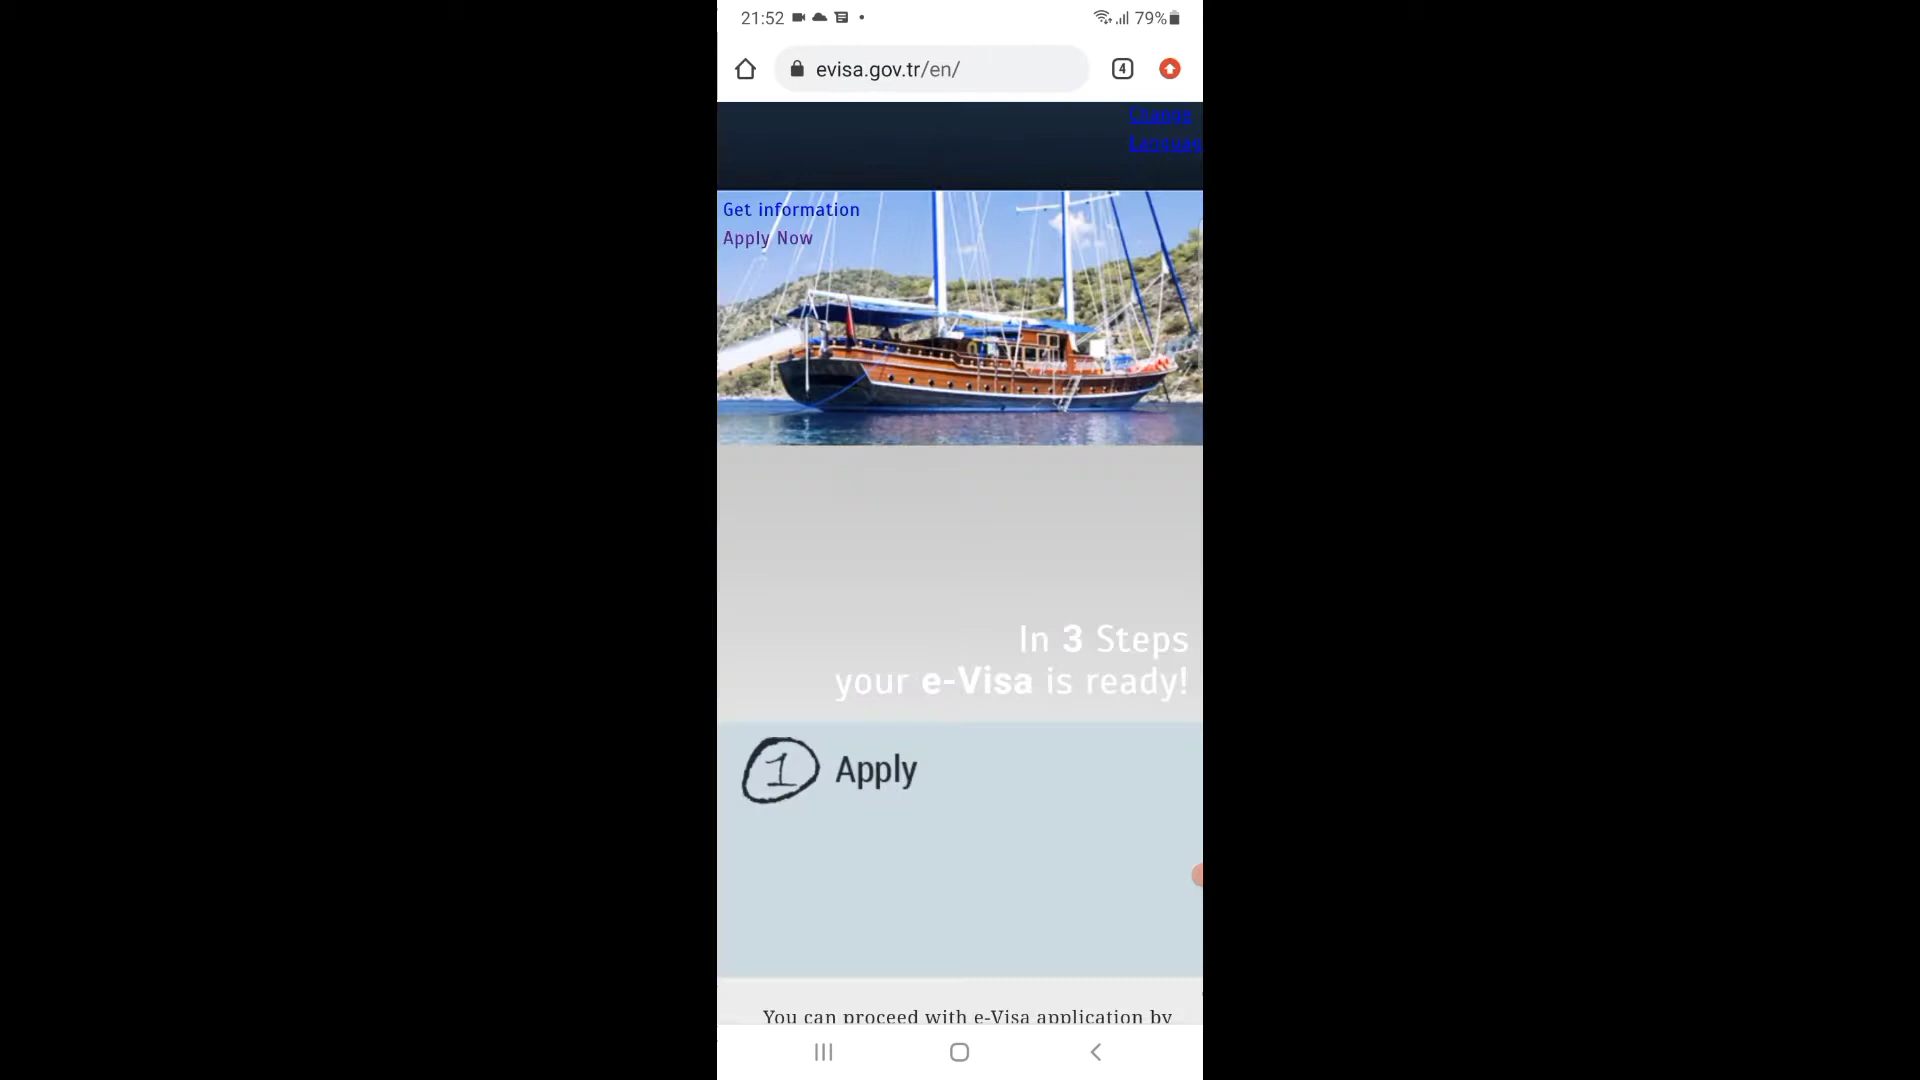 21:52
79%
evisa.gov.tr/en/
4
Change
Languag
Get information
Apply Now
In 3 Steps
your e-Visa is ready!
1 Apply
You can proceed with e-Visa application by